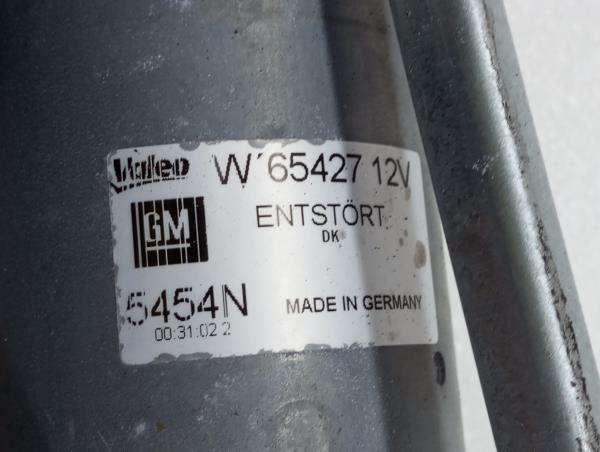 Valeo W 65427 12V
GM ENTSTÖRT
DK
5454N MADE IN GERMANY
00:31:02 2